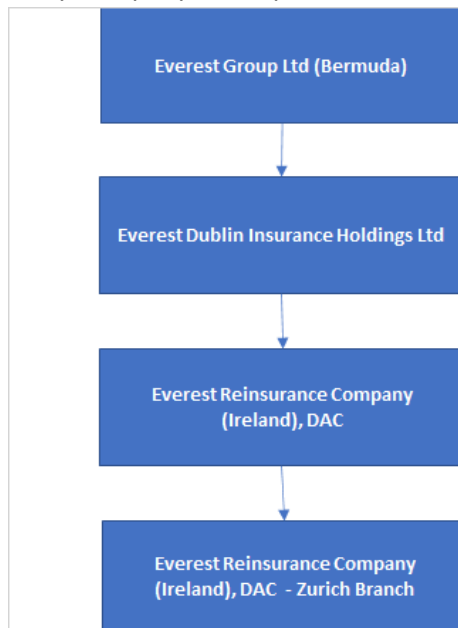 Everest Group Ltd (Bermuda)
Everest Dublin Insurance Holdings Ltd
Everest Reinsurance Company
(Ireland), DAC
Everest Reinsurance Company
(Ireland), DAC - Zurich Branch